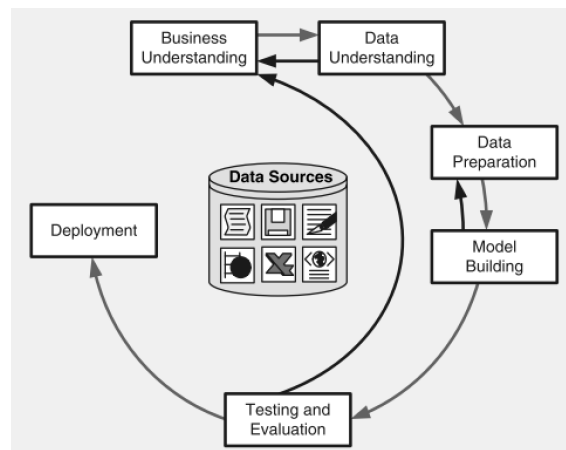 Business
Understanding
Data
Understanding
Data
Preparation
Data Sources
Deployment
Model
Building
Testing and
Evaluation